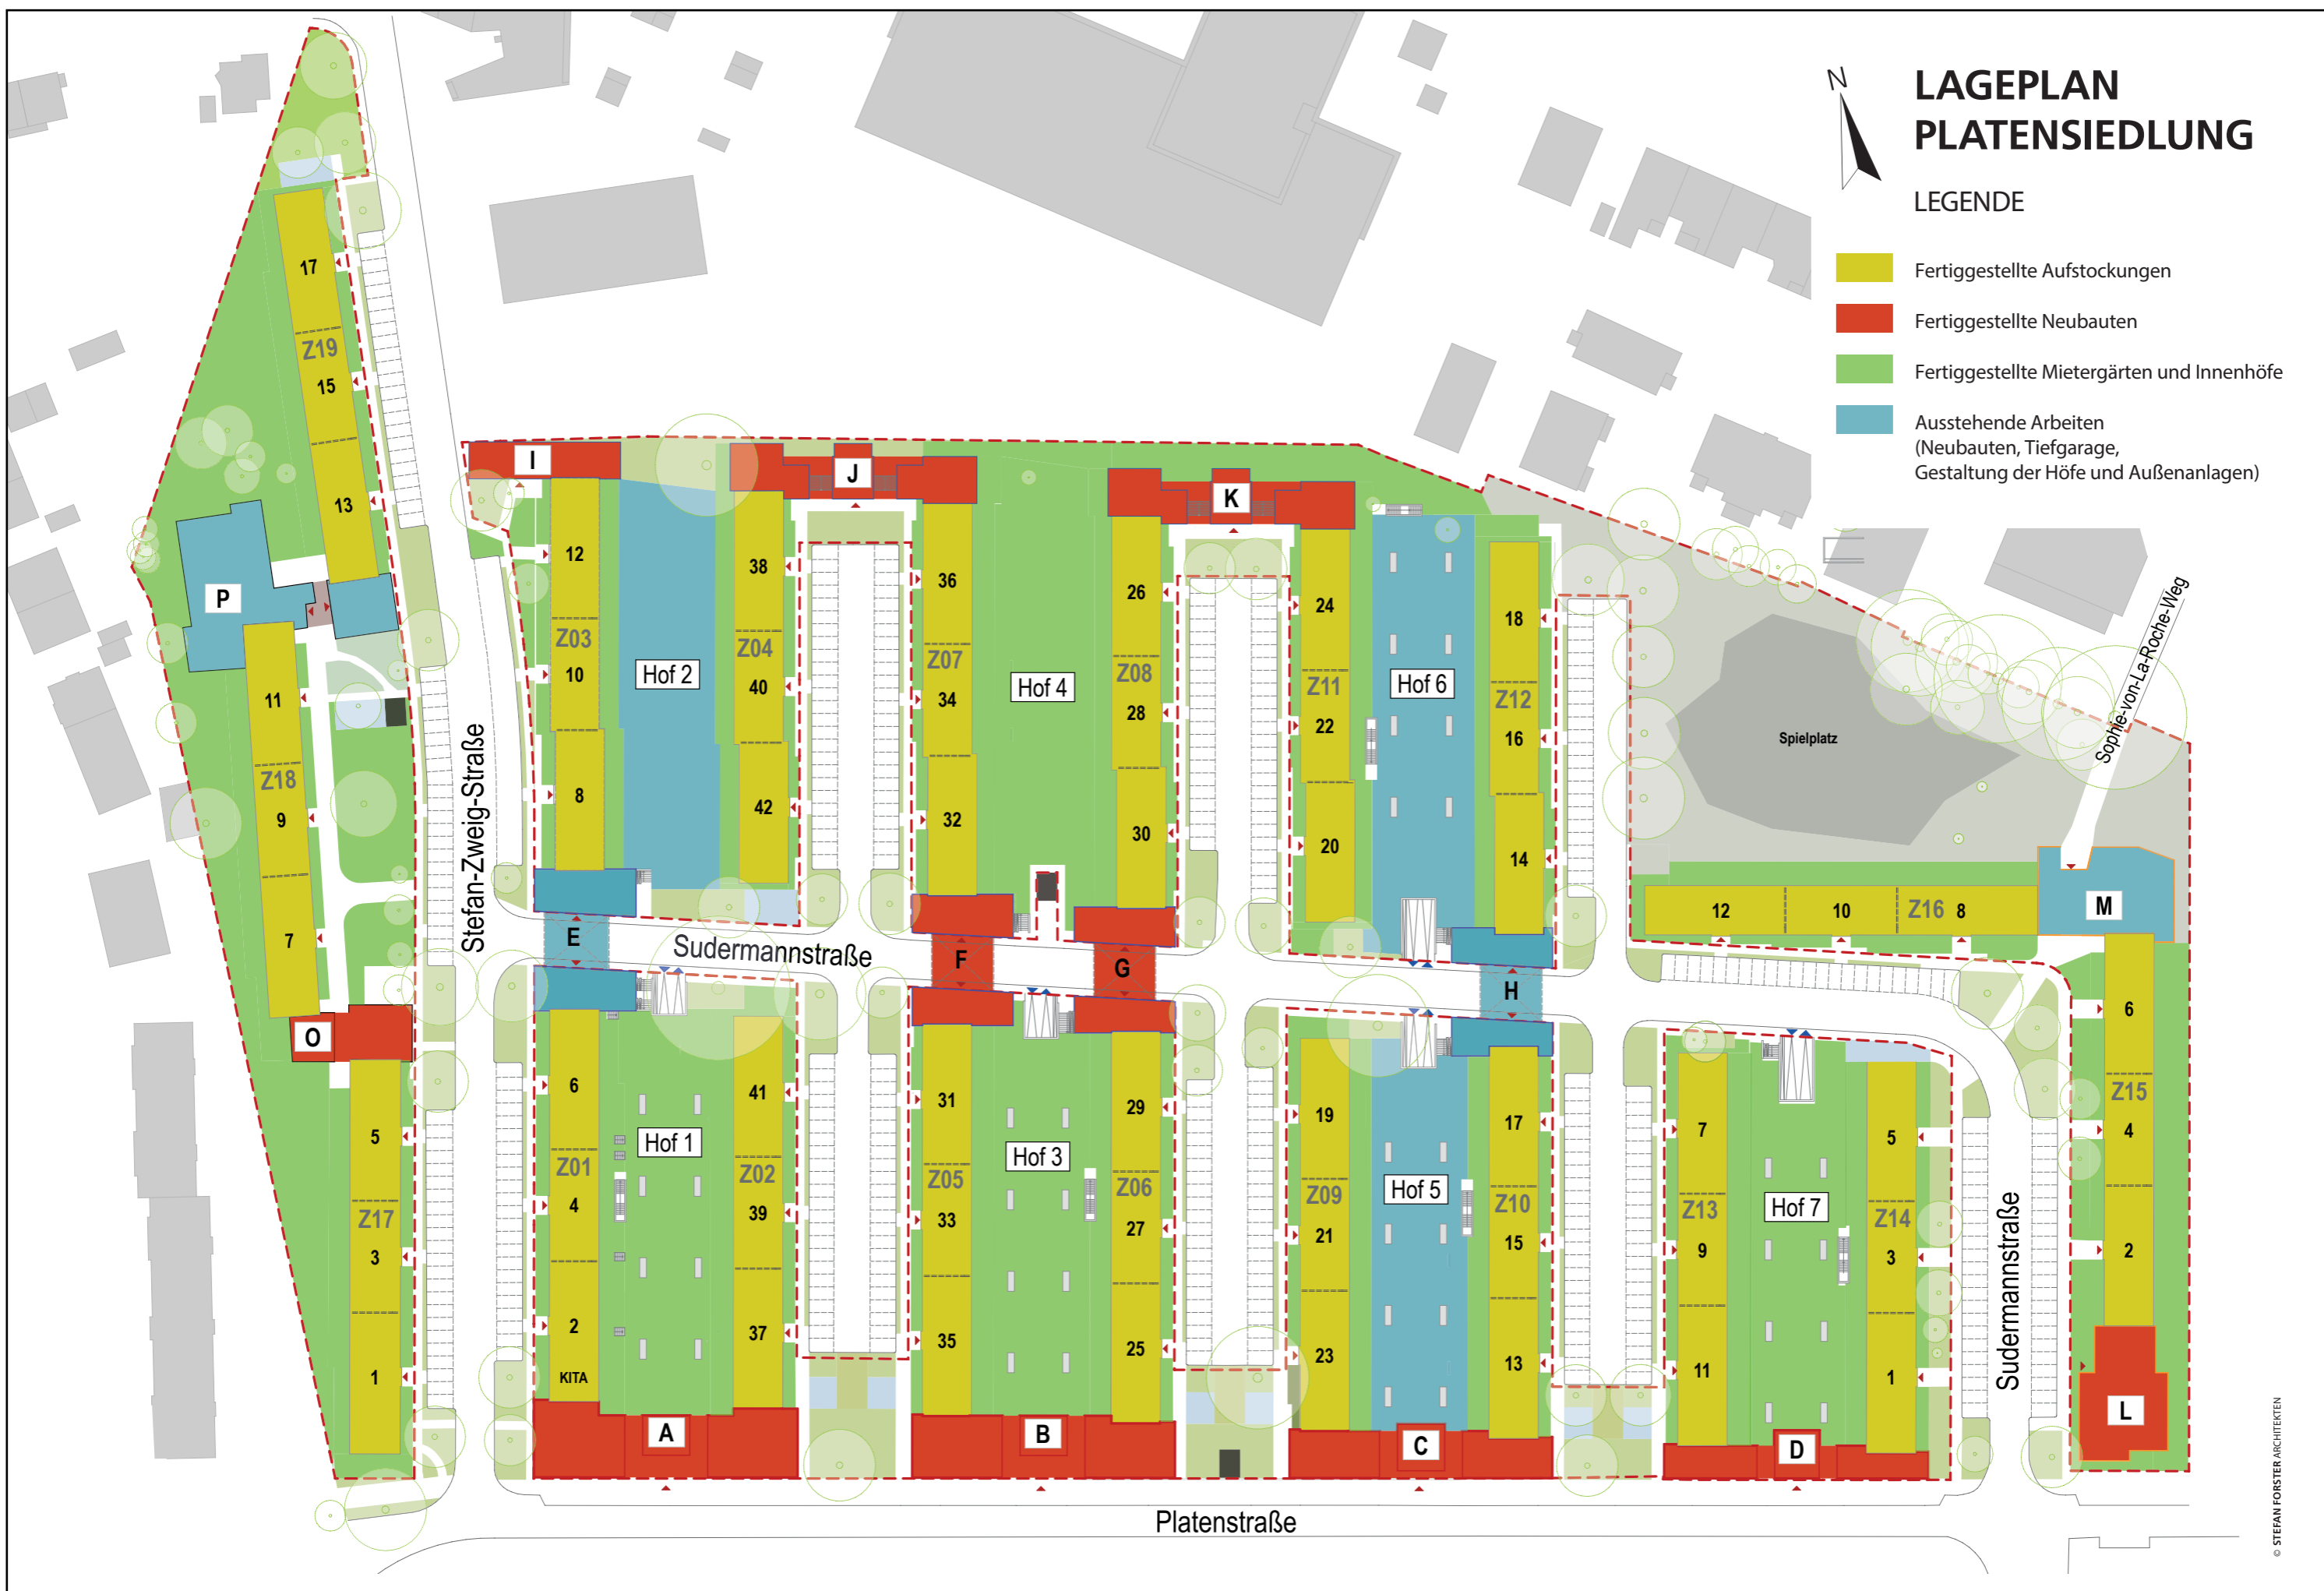 LAGEPLAN
PLATENSIEDLUNG
N
LEGENDE
Fertiggestellte Aufstockungen
Fertiggestellte Neubauten
Fertiggestellte Mietergärten und Innenhöfe
Ausstehende Arbeiten
(Neubauten, Tiefgarage,
Gestaltung der Höfe und Außenanlagen)
17
Z19
15
13
P
11
Z18
9
7
O
5
Z17
3
1
Stefan-Zweig-Straße
I
12
Z03
10
8
Hof 2
38
Z04
40
42
J
36
Z07
34
32
Hof 4
26
Z08
28
30
K
24
Z11
22
20
Hof 6
18
Z12
16
14
Spielplatz
Sophie-von-La-Roche-Weg
12
10
Z16
8
M
E
Sudermannstraße
F
G
H
6
Z01
4
2
KITA
Hof 1
41
Z02
39
37
A
31
Z05
33
35
Hof 3
29
Z06
27
25
B
19
Z09
21
23
Hof 5
17
Z10
15
13
C
7
Z13
9
11
Hof 7
5
Z14
3
1
D
Sudermannstraße
6
Z15
4
2
L
Platenstraße
© STEFAN FORSTER ARCHITEKTEN